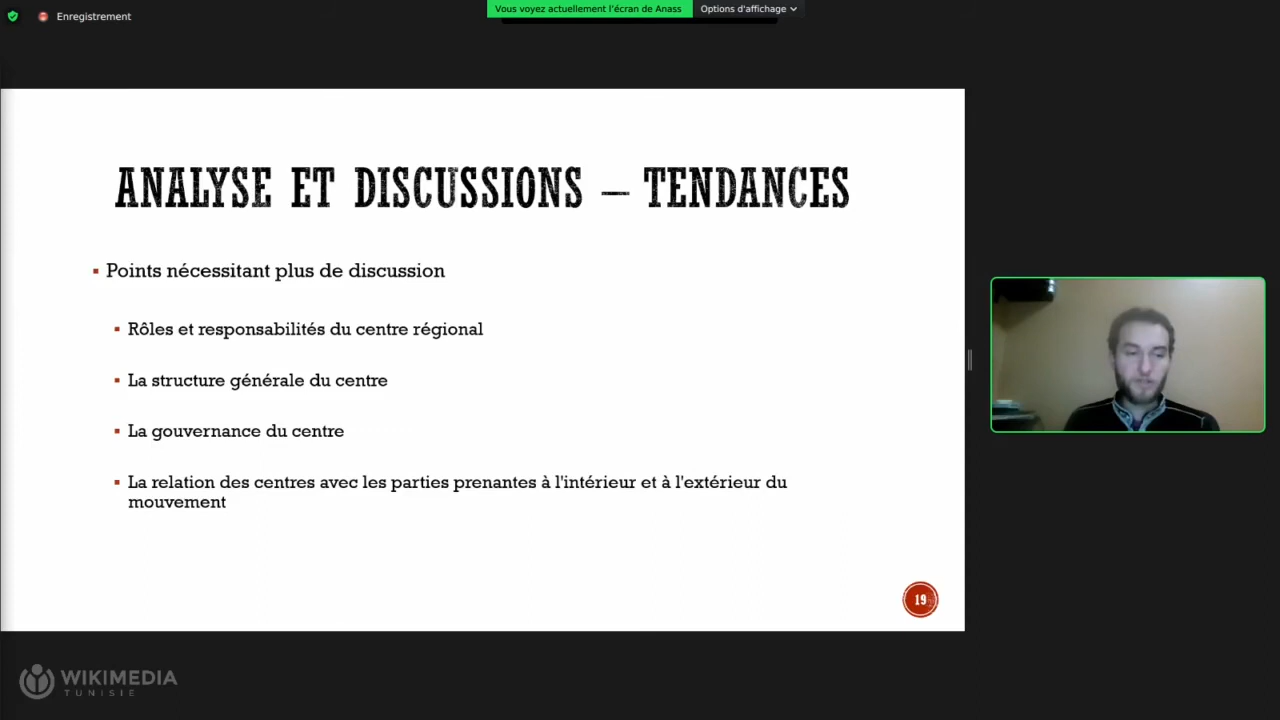 Enregistrement
Vous voyez actuellement l'écran de Anass
Options d'affichage
ANALYSE ET DISCUSSIONS – TENDANCES
Points nécessitant plus de discussion
Rôles et responsabilités du centre régional
La structure générale du centre
La gouvernance du centre
La relation des centres avec les parties prenantes à l'intérieur et à l'extérieur du
mouvement
19
WIKIMEDIA
TUNISIE